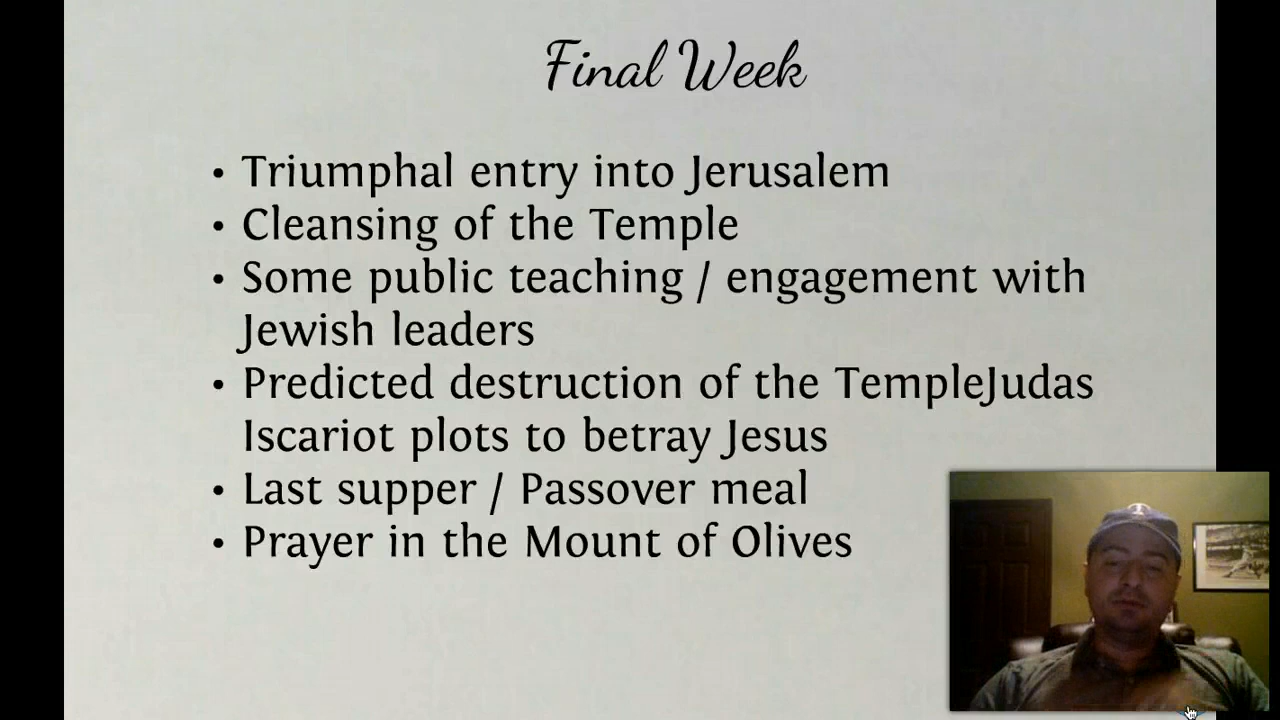 Final Week
• Triumphal entry into Jerusalem
• Cleansing of the Temple
• Some public teaching / engagement with
Jewish leaders
• Predicted destruction of the TempleJudas
Iscariot plots to betray Jesus
• Last supper / Passover meal
• Prayer in the Mount of Olives